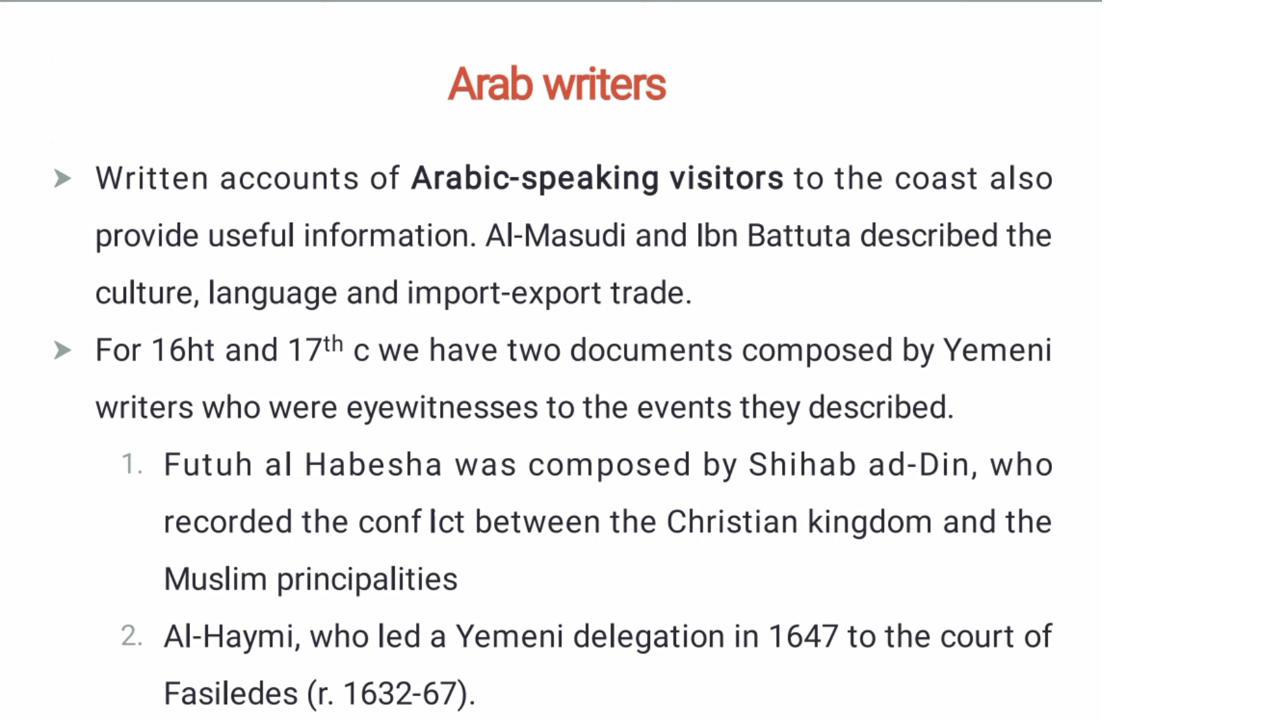 Arab writers
➤ Written accounts of Arabic-speaking visitors to the coast also
provide useful information. Al-Masudi and Ibn Battuta described the
culture, language and import-export trade.
➤ For 16ht and 17th c we have two documents composed by Yemeni
writers who were eyewitnesses to the events they described.
1. Futuh al Habesha was composed by Shihab ad-Din, who
recorded the conf lct between the Christian kingdom and the
Muslim principalities
2. Al-Haymi, who led a Yemeni delegation in 1647 to the court of
Fasiledes (r. 1632-67).